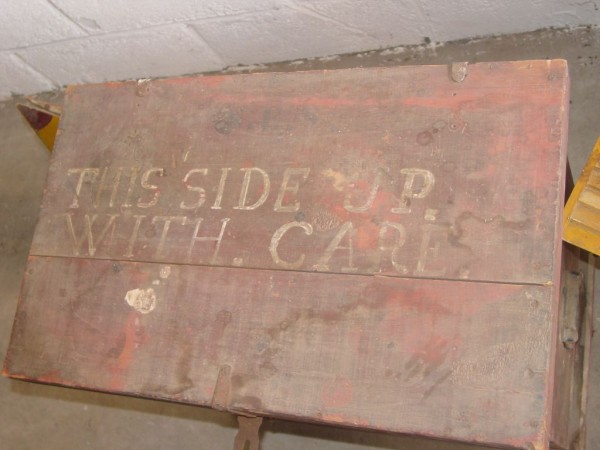 THIS SIDE UP.
WITH. CARE.